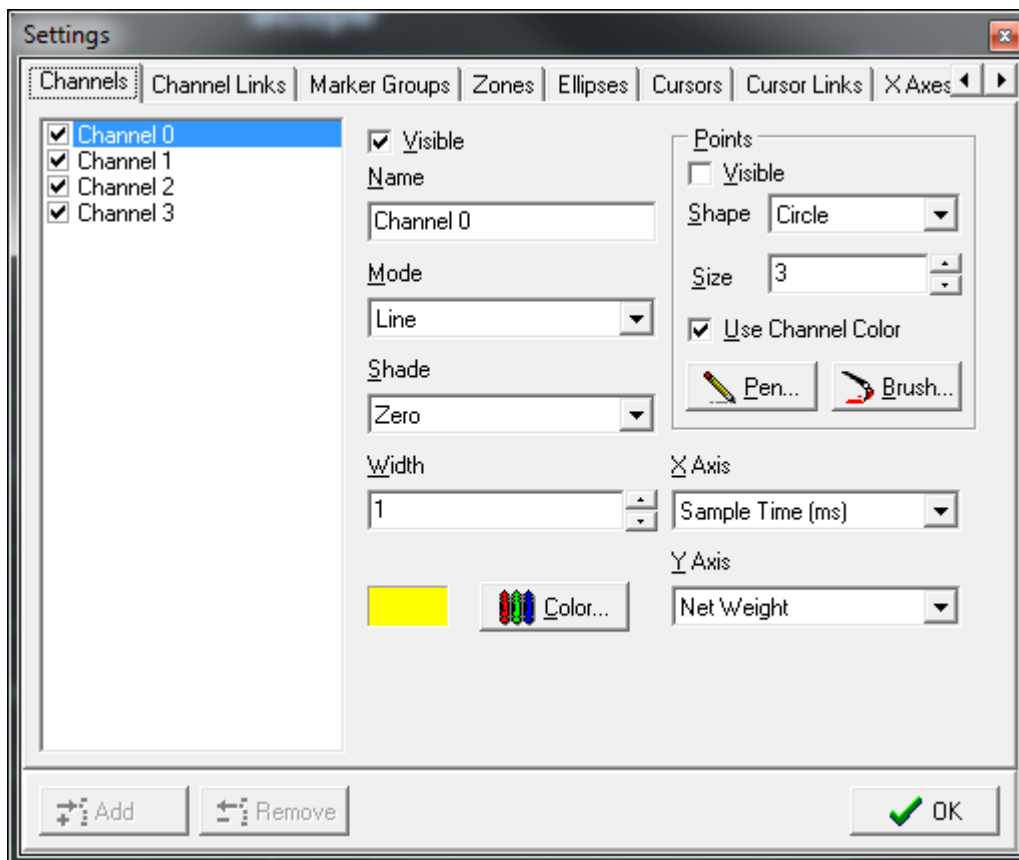 Settings
Channels
Channel Links
Marker Groups
Zones
Ellipses
Cursors
Cursor Links
X Axes
Channel 0
Channel 1
Channel 2
Channel 3
Visible
Name
Channel 0
Mode
Line
Shade
Zero
Width
1
Color...
Points
Visible
Shape
Circle
Size
3
Use Channel Color
Pen...
Brush...
X Axis
Sample Time (ms)
Y Axis
Net Weight
Add
Remove
OK